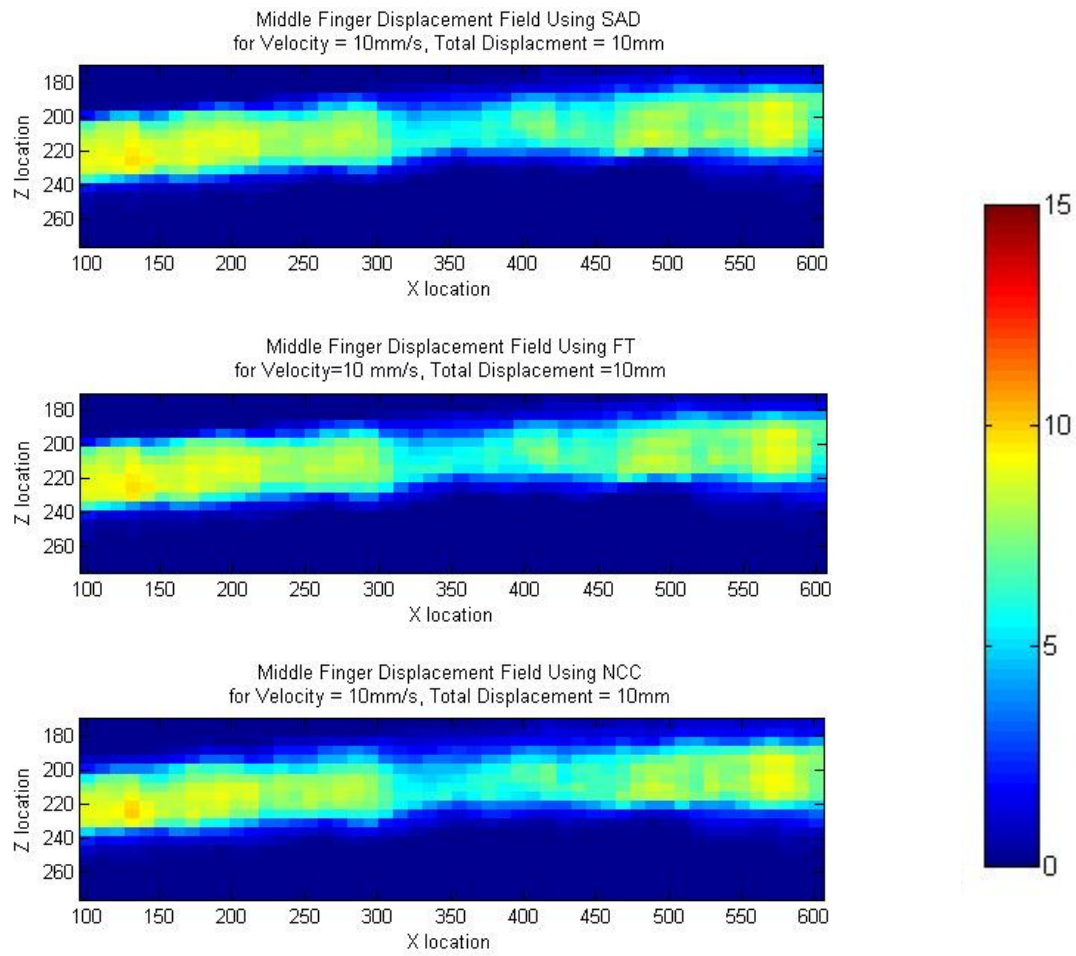 Middle Finger Displacement Field Using SAD
for Velocity = 10mm/s, Total Displacment = 10mm
180
200
220
240
260
Z location
100 150 200 250 300 350 400 450 500 550 600
X location
Middle Finger Displacement Field Using FT
for Velocity=10 mm/s, Total Displacement =10mm
180
200
220
240
260
Z location
100 150 200 250 300 350 400 450 500 550 600
X location
Middle Finger Displacement Field Using NCC
for Velocity = 10mm/s, Total Displacement = 10mm
180
200
220
240
260
Z location
100 150 200 250 300 350 400 450 500 550 600
X location
15
10
5
0